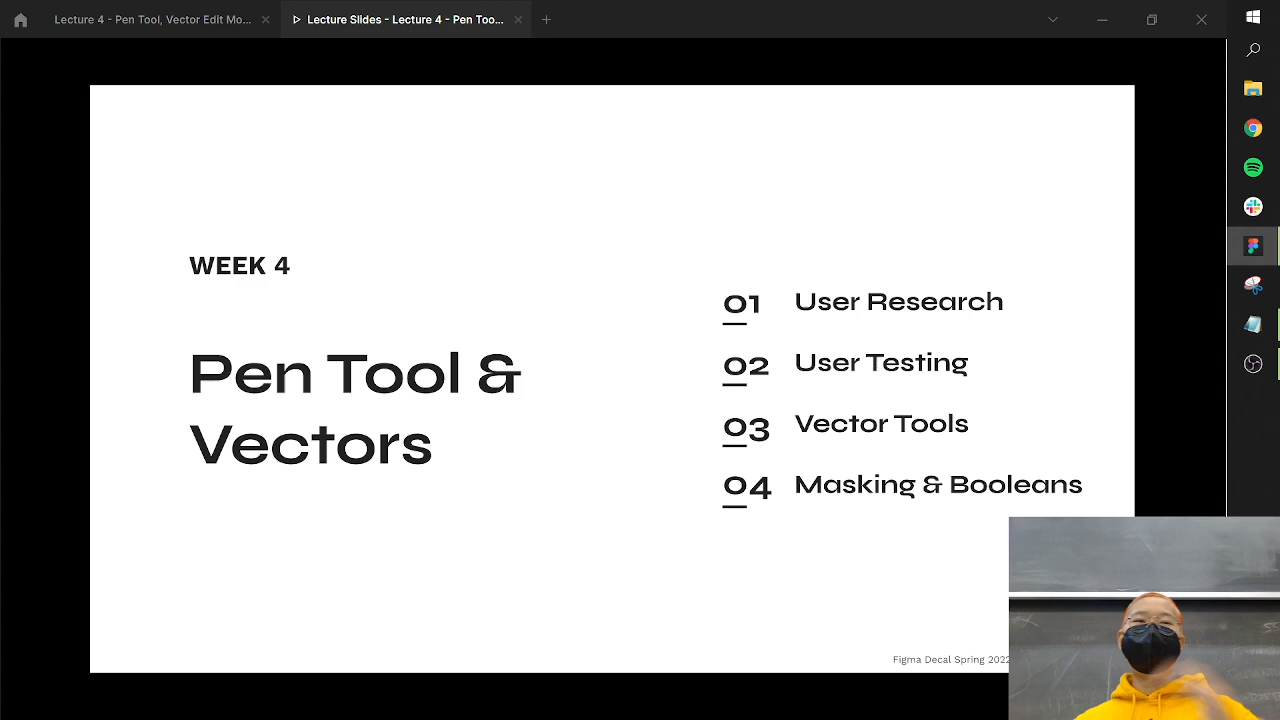 Lecture 4 - Pen Tool, Vector Edit Mo...
Lecture Slides - Lecture 4 - Pen Too...
WEEK 4
Pen Tool &
Vectors
01 User Research
02 User Testing
03 Vector Tools
04 Masking & Booleans
Figma Decal Spring 2022